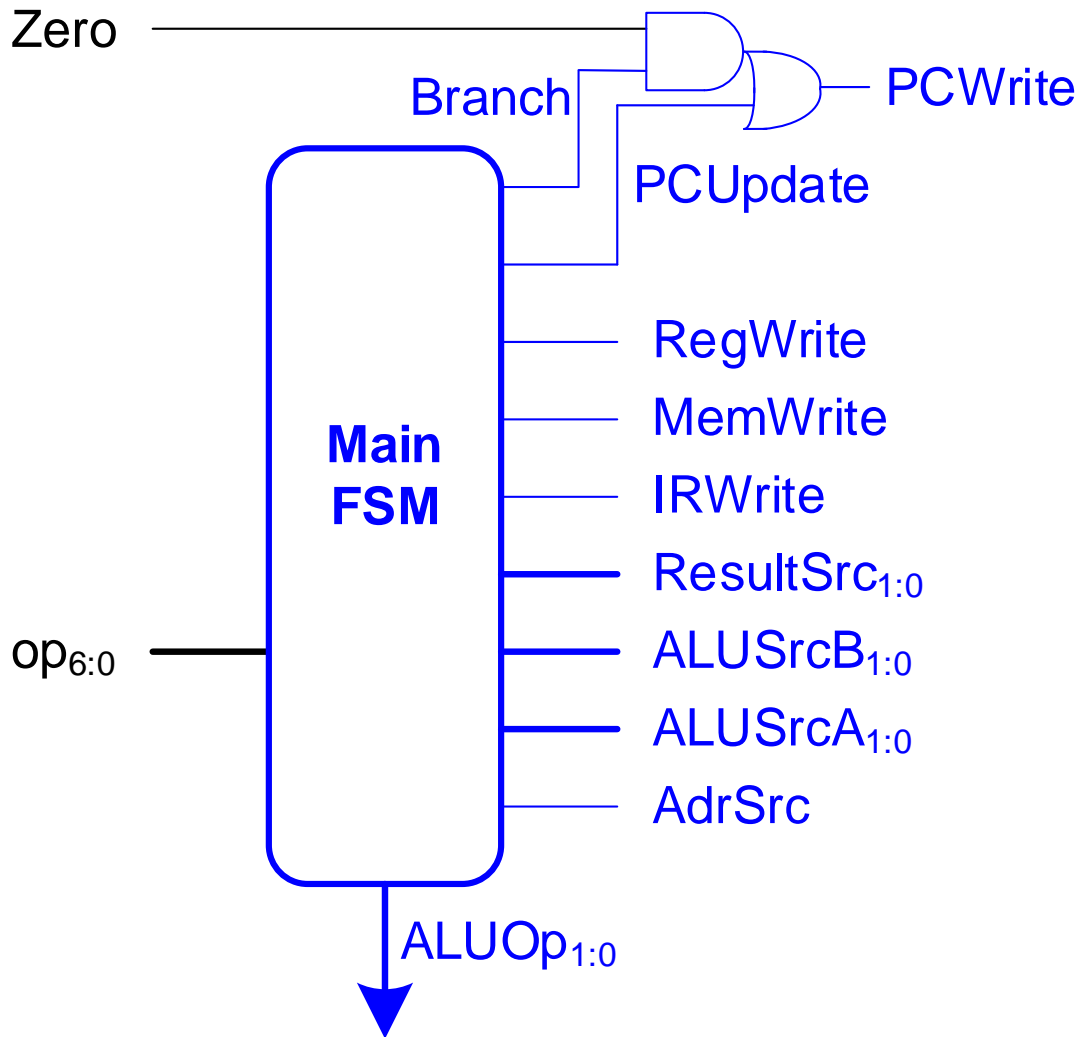 Zero
Branch
PCWrite
PCUpdate
RegWrite
MemWrite
Main
FSM
IRWrite
ResultSrc1:0
op6:0
ALUSrcB1:0
ALUSrcA1:0
AdrSrc
ALUOp1:0